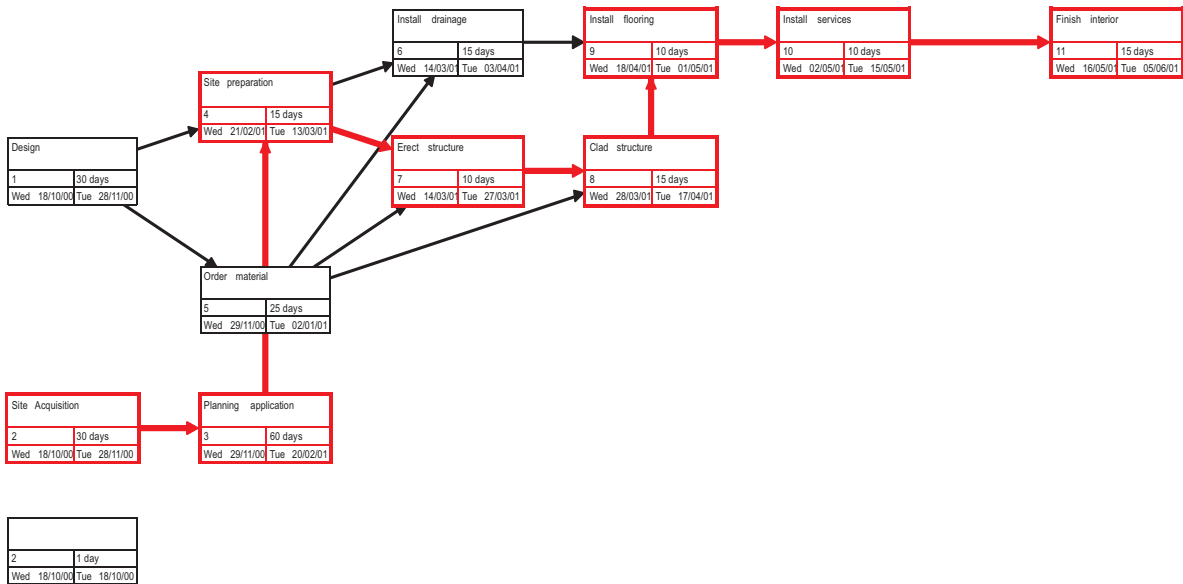 Install drainage
6 15 days
Wed 14/03/01 Tue 03/04/01
Install flooring
9 10 days
Wed 18/04/01 Tue 01/05/01
Install services
10 10 days
Wed 02/05/01 Tue 15/05/01
Finish interior
11 15 days
Wed 16/05/01 Tue 05/06/01
Site preparation
4 15 days
Wed 21/02/01 Tue 13/03/01
Design
1 30 days
Wed 18/10/00 Tue 28/11/00
Erect structure
7 10 days
Wed 14/03/01 Tue 27/03/01
Clad structure
8 15 days
Wed 28/03/01 Tue 17/04/01
Order material
5 25 days
Wed 29/11/00 Tue 02/01/01
Site Acquisition
2 30 days
Wed 18/10/00 Tue 28/11/00
Planning application
3 60 days
Wed 29/11/00 Tue 20/02/01
2 1 day
Wed 18/10/00 Tue 18/10/00